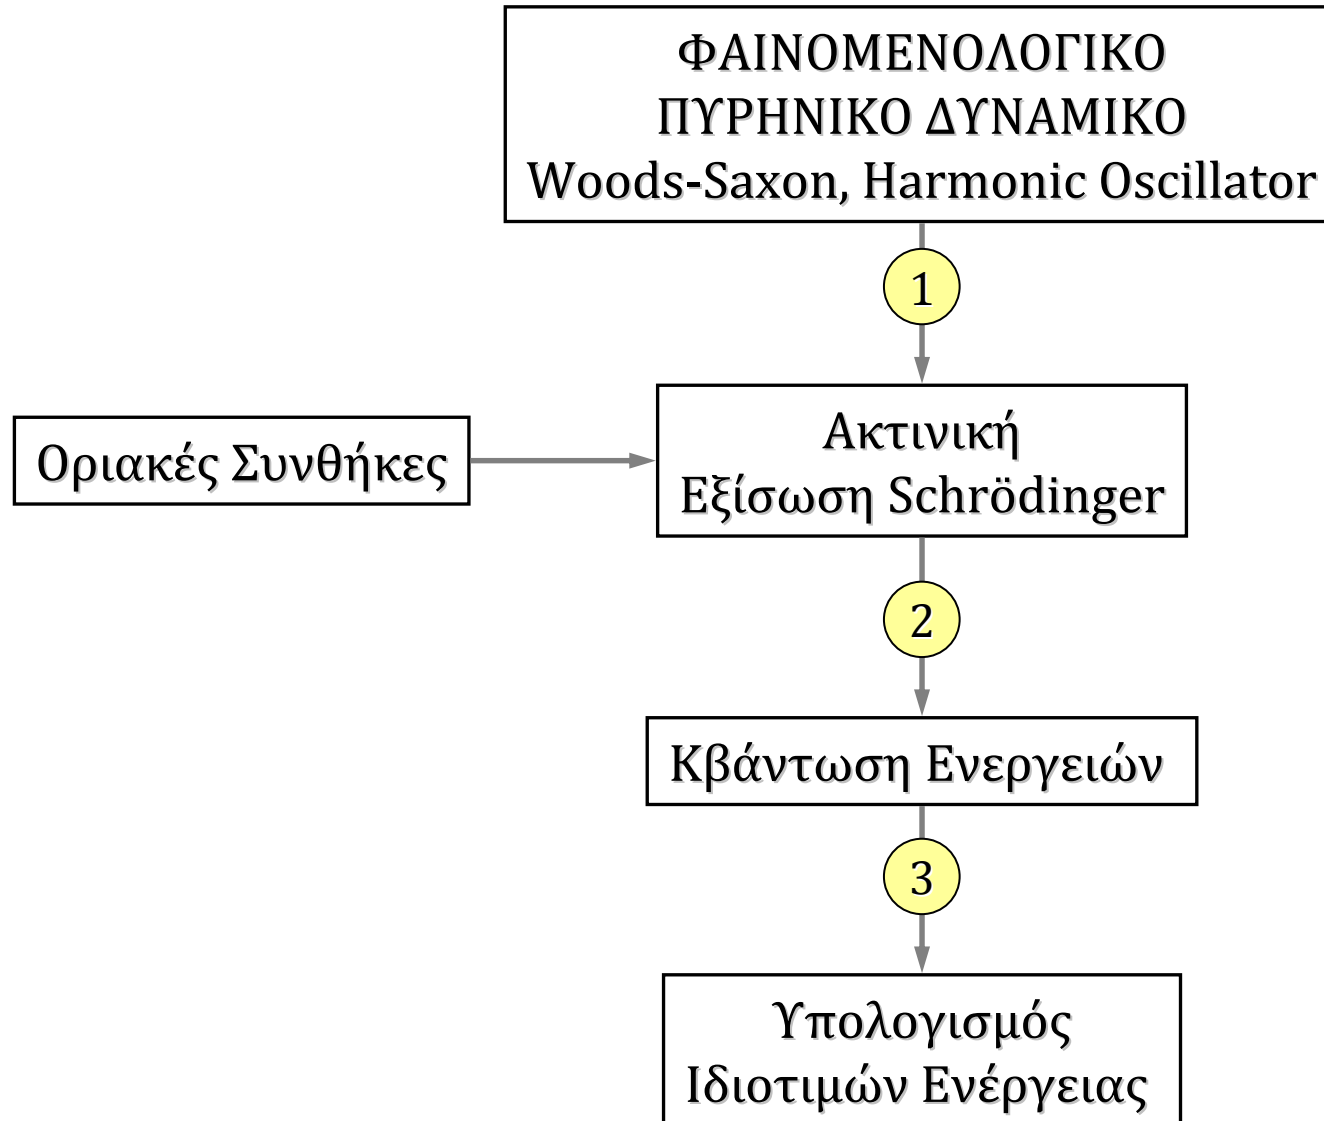 ΦΑΙΝΟΜΕΝΟΛΟΓΙΚΟ
ΠΥΡΗΝΙΚΟ ΔΥΝΑΜΙΚΟ
Woods-Saxon, Harmonic Oscillator
1
Οριακές Συνθήκες
Ακτινική
Εξίσωση Schrödinger
2
Κβάντωση Ενεργειών
3
Υπολογισμός
Ιδιοτιμών Ενέργειας